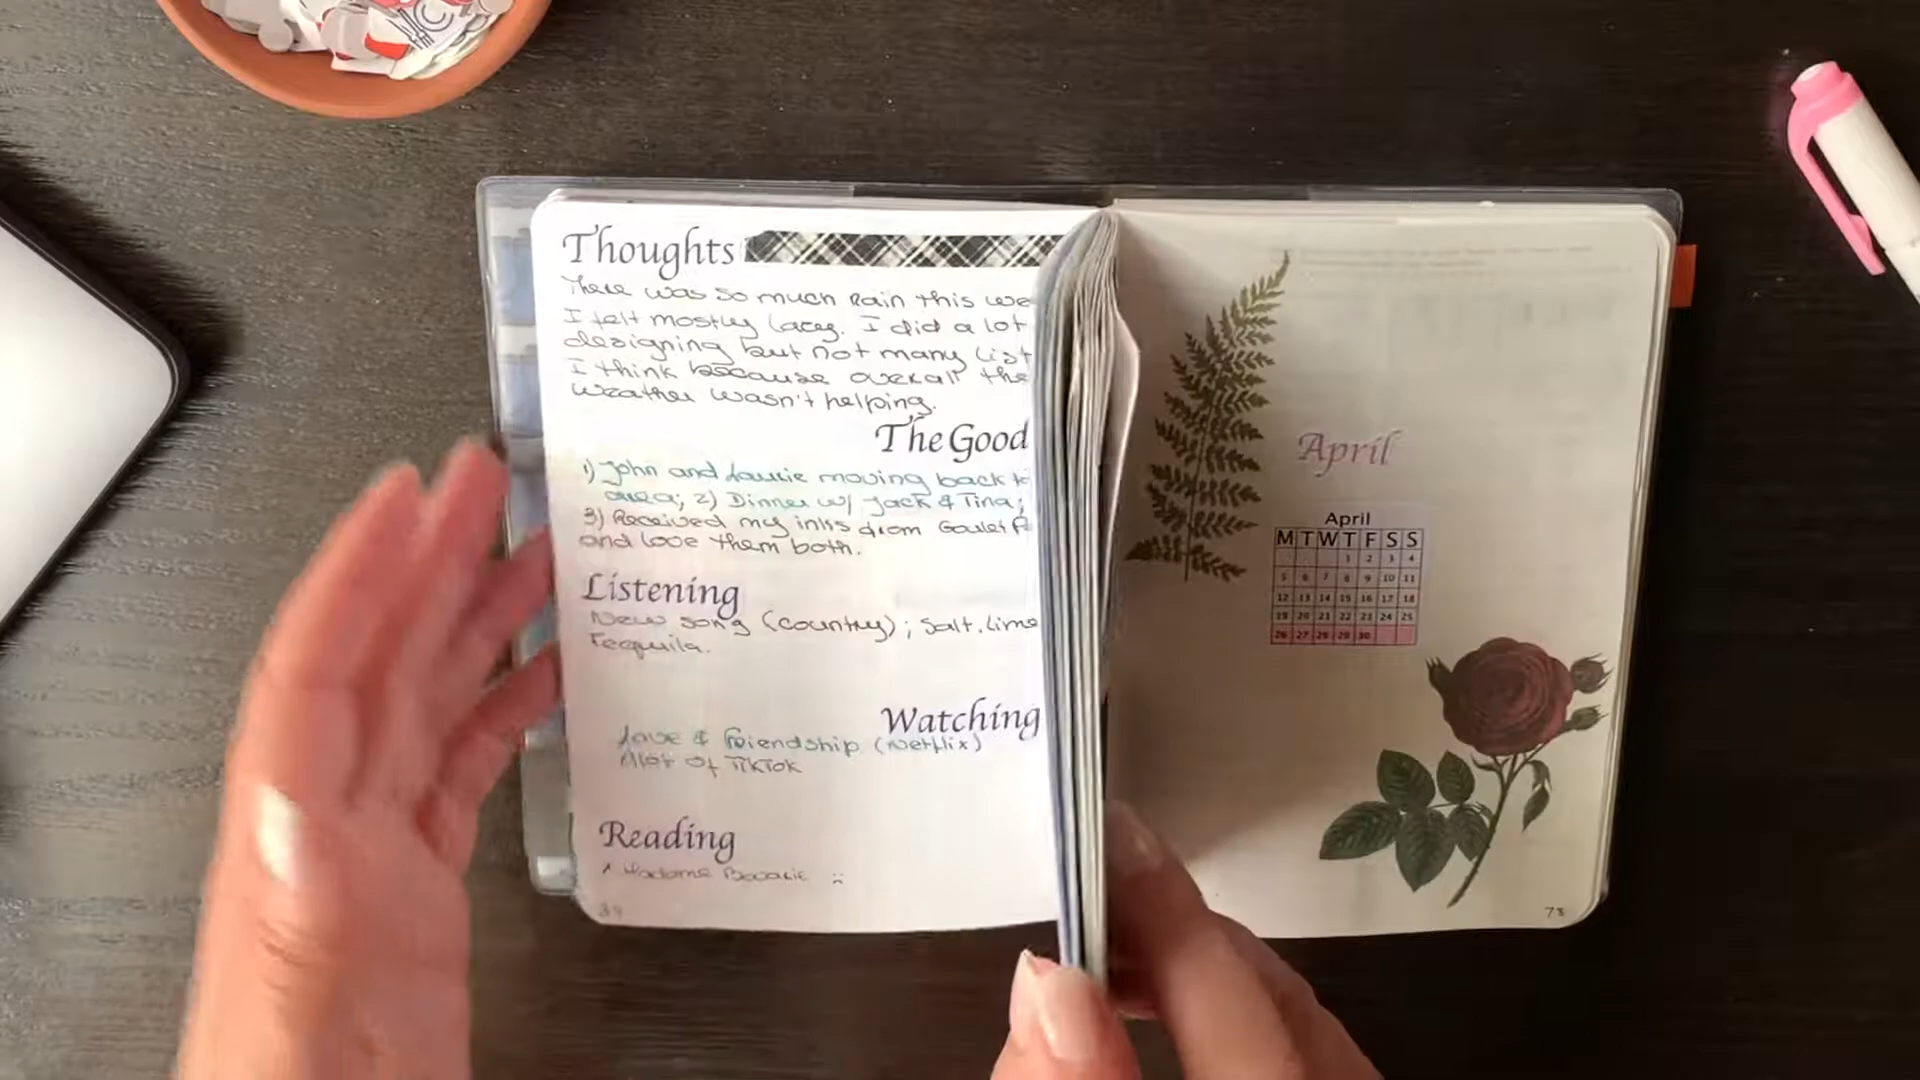 Thoughts
There was so much rain this we
I felt mostly lazy. I did a lot
designing but not many list
I think because overall the
weather wasn't helping.
The Good
1) John and Laurie moving back to
area; 2) Dinner w/ Jack & Tina;
3) Received my inks from Goulet P
and love them both.
Listening
New song (country); Salt, Lime
Tequila.
Watching
Love & Friendship (Netflix)
Alot of TikTok
Reading
Madame Bovarie
39
April
April
M T W T F S S
1 2 3 4
5 6 7 8 9 10 11
12 13 14 15 16 17 18
19 20 21 22 23 24 25
26 27 28 29 30
78